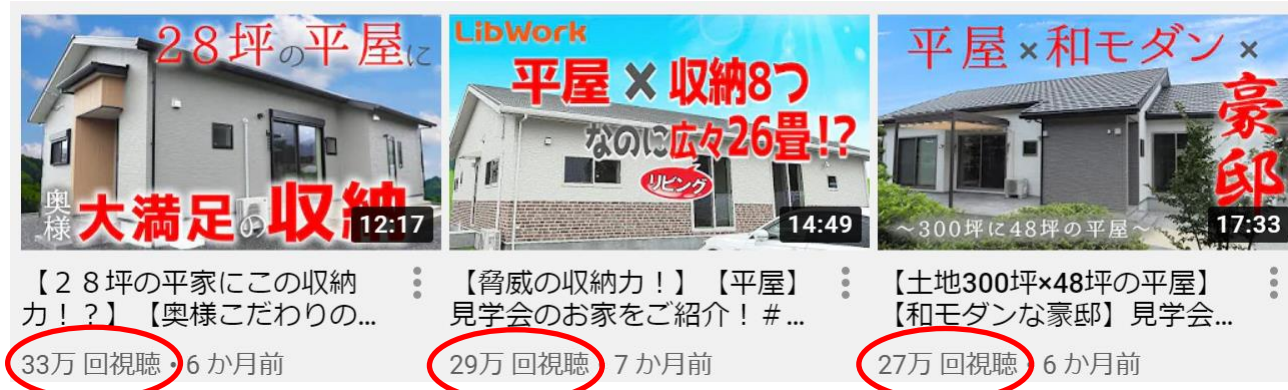 28坪の平屋に
奥様大満足の収納
12:17
【２８坪の平家にこの収納
力！？】【奥様こだわりの...
33万 回視聴・6 か月前
LibWork
平屋×収納8つ
なのに広々26畳!?
リビング
14:49
【脅威の収納力！】【平屋】
見学会のお家をご紹介！＃...
29万 回視聴 7 か月前
平屋×和モダン×
豪邸
～300坪に48坪の平屋～
17:33
【土地300坪×48坪の平屋】
【和モダンな豪邸】見学会...
27万 回視聴・6 か月前